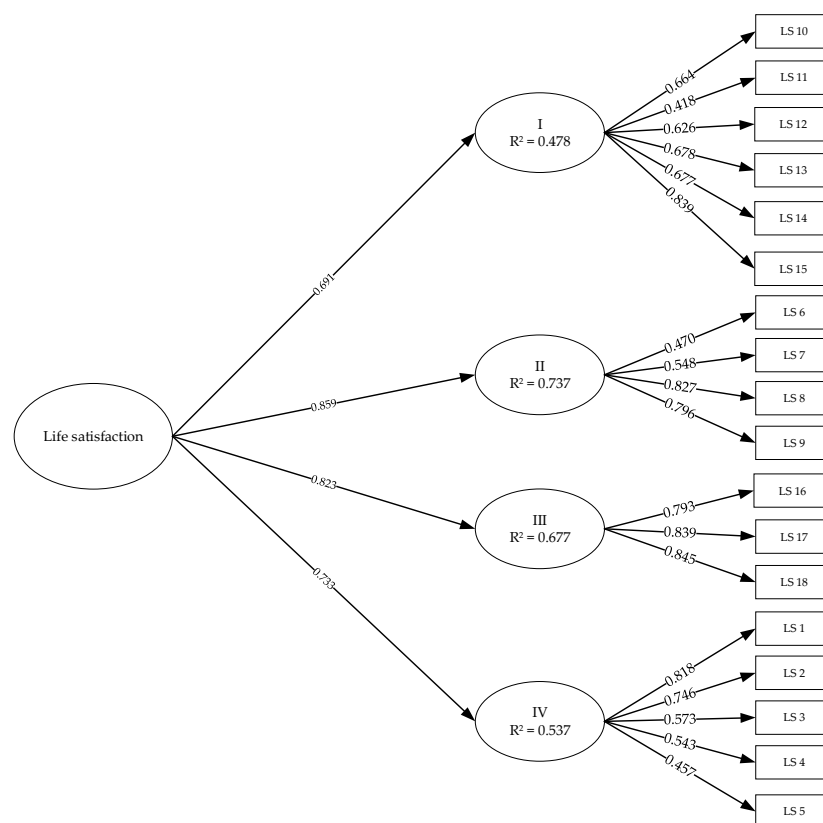 LS 10
0.664
LS 11
0.418
I
R² = 0.478
0.626
LS 12
0.678
LS 13
0.677
LS 14
0.839
LS 15
0.691
LS 6
0.470
LS 7
0.548
II
R² = 0.737
0.827
LS 8
0.796
LS 9
0.859
Life satisfaction
0.823
LS 16
0.793
III
R² = 0.677
0.839
LS 17
0.845
LS 18
0.733
LS 1
0.818
LS 2
0.746
IV
R² = 0.537
0.573
LS 3
0.543
LS 4
0.457
LS 5